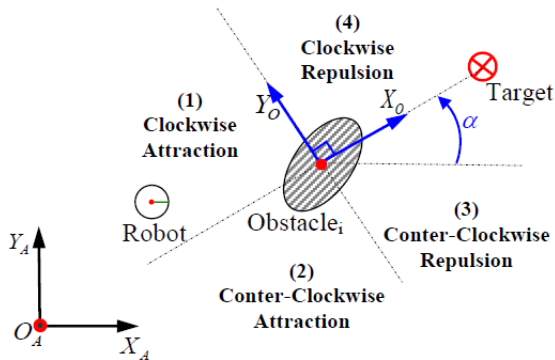 (4)
Clockwise
Repulsion
(1)
Clockwise
Attraction
Y_O
X_O
Target
α
Robot
Obstacle_i
(3)
Conter-Clockwise
Repulsion
(2)
Conter-Clockwise
Attraction
Y_A
O_A
X_A